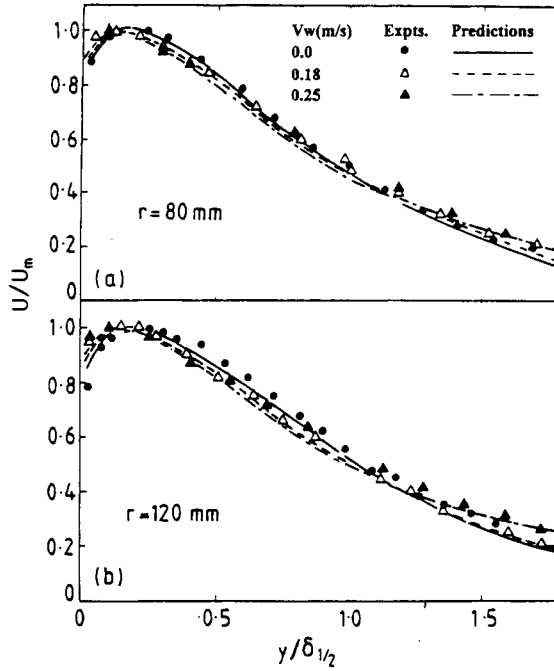 Vw(m/s) Expts. Predictions
0.0
0.18
0.25
1·0
0·8
0·6
0·4
0·2
0
r = 80 mm
(a)
U/Um
1·0
0·8
0·6
0·4
0·2
0
r = 120 mm
(b)
0 0·5 1·0 1·5
y/δ1/2